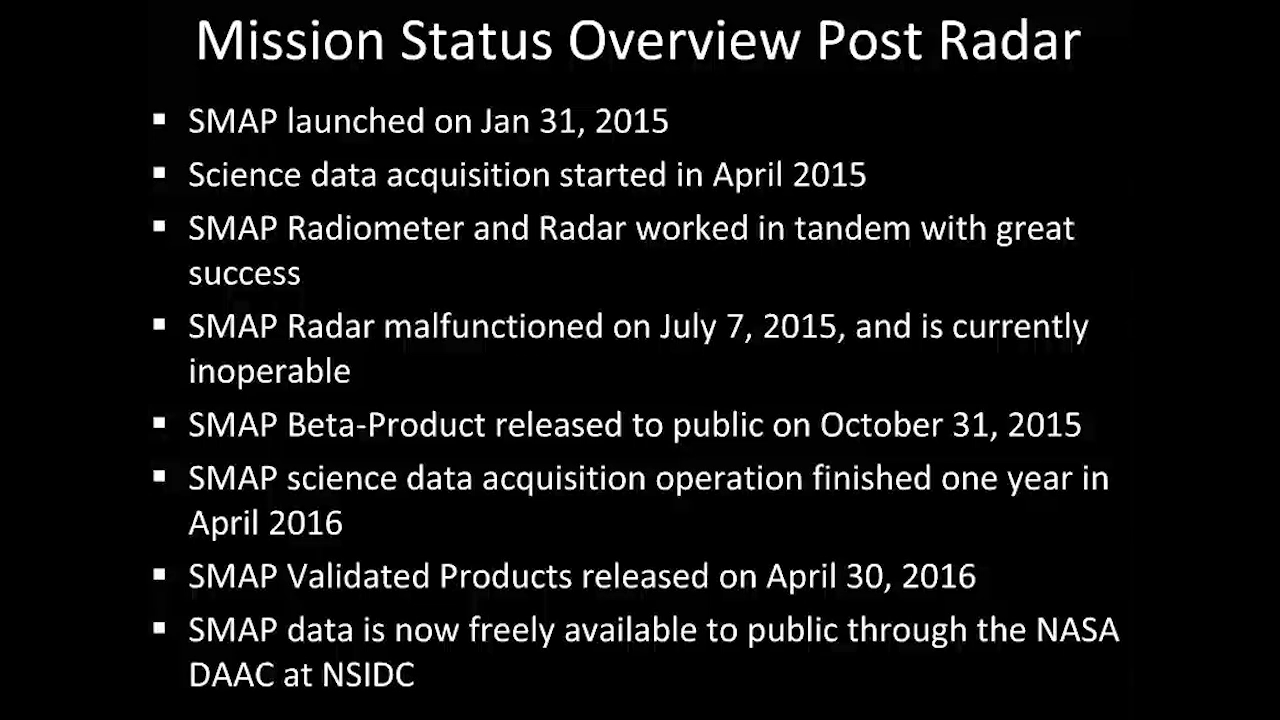 Mission Status Overview Post Radar
▪ SMAP launched on Jan 31, 2015
▪ Science data acquisition started in April 2015
▪ SMAP Radiometer and Radar worked in tandem with great
success
▪ SMAP Radar malfunctioned on July 7, 2015, and is currently
inoperable
▪ SMAP Beta-Product released to public on October 31, 2015
▪ SMAP science data acquisition operation finished one year in
April 2016
▪ SMAP Validated Products released on April 30, 2016
▪ SMAP data is now freely available to public through the NASA
DAAC at NSIDC